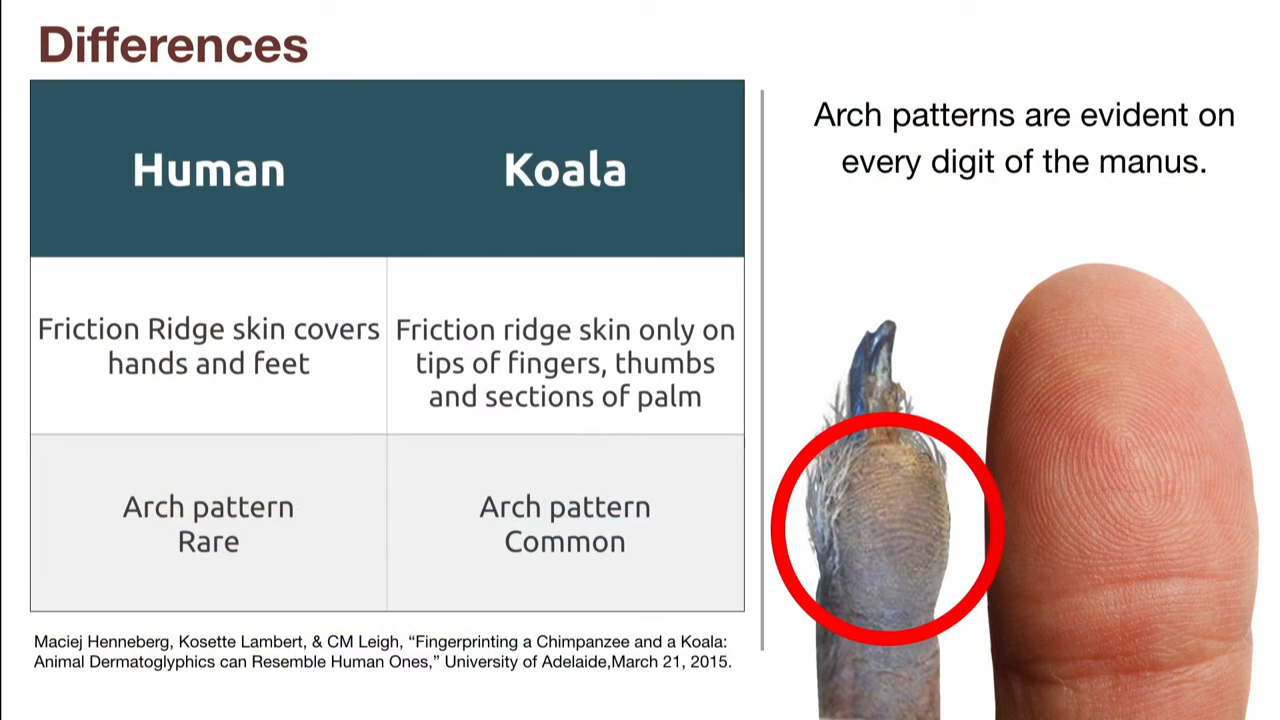 Differences
Human
Koala
Friction Ridge skin covers
hands and feet
Friction ridge skin only on
tips of fingers, thumbs
and sections of palm
Arch pattern
Rare
Arch pattern
Common
Maciej Henneberg, Kosette Lambert, & CM Leigh, “Fingerprinting a Chimpanzee and a Koala:
Animal Dermatoglyphics can Resemble Human Ones,” University of Adelaide,March 21, 2015.
Arch patterns are evident on
every digit of the manus.